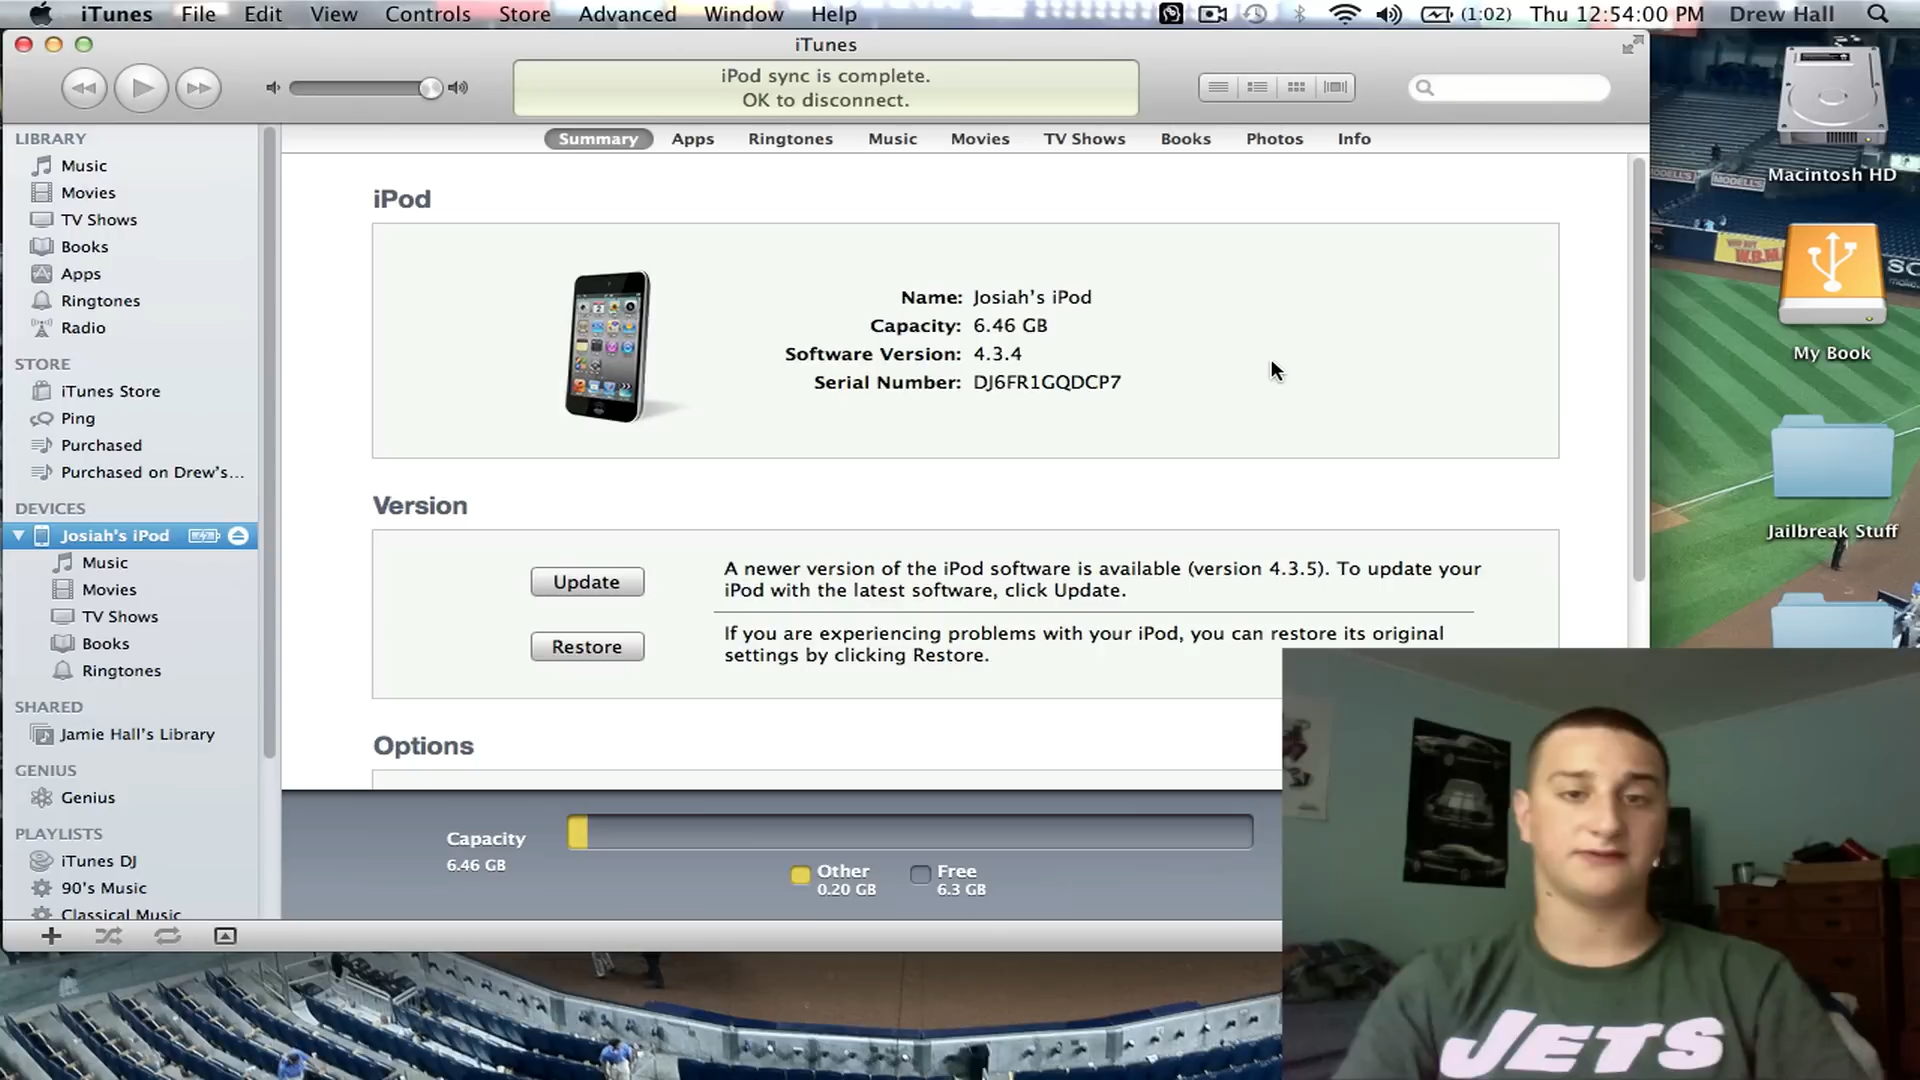 iTunes File Edit View Controls Store Advanced Window Help (1:02) Thu 12:54:00 PM Drew Hall
iTunes
iPod sync is complete.
OK to disconnect.
LIBRARY
Music
Movies
TV Shows
Books
Apps
Ringtones
Radio
STORE
iTunes Store
Ping
Purchased
Purchased on Drew's...
DEVICES
Josiah's iPod
Music
Movies
TV Shows
Books
Ringtones
SHARED
Jamie Hall's Library
GENIUS
Genius
PLAYLISTS
iTunes DJ
90's Music
Classical Music
Summary Apps Ringtones Music Movies TV Shows Books Photos Info
iPod
Name: Josiah's iPod
Capacity: 6.46 GB
Software Version: 4.3.4
Serial Number: DJ6FR1GQDCP7
Version
Update
A newer version of the iPod software is available (version 4.3.5). To update your
iPod with the latest software, click Update.
Restore
If you are experiencing problems with your iPod, you can restore its original
settings by clicking Restore.
Options
Capacity
6.46 GB
Other
0.20 GB
Free
6.3 GB
Macintosh HD
My Book
Jailbreak Stuff
MODELL'S
MODELL'S
W.B.M
JETS